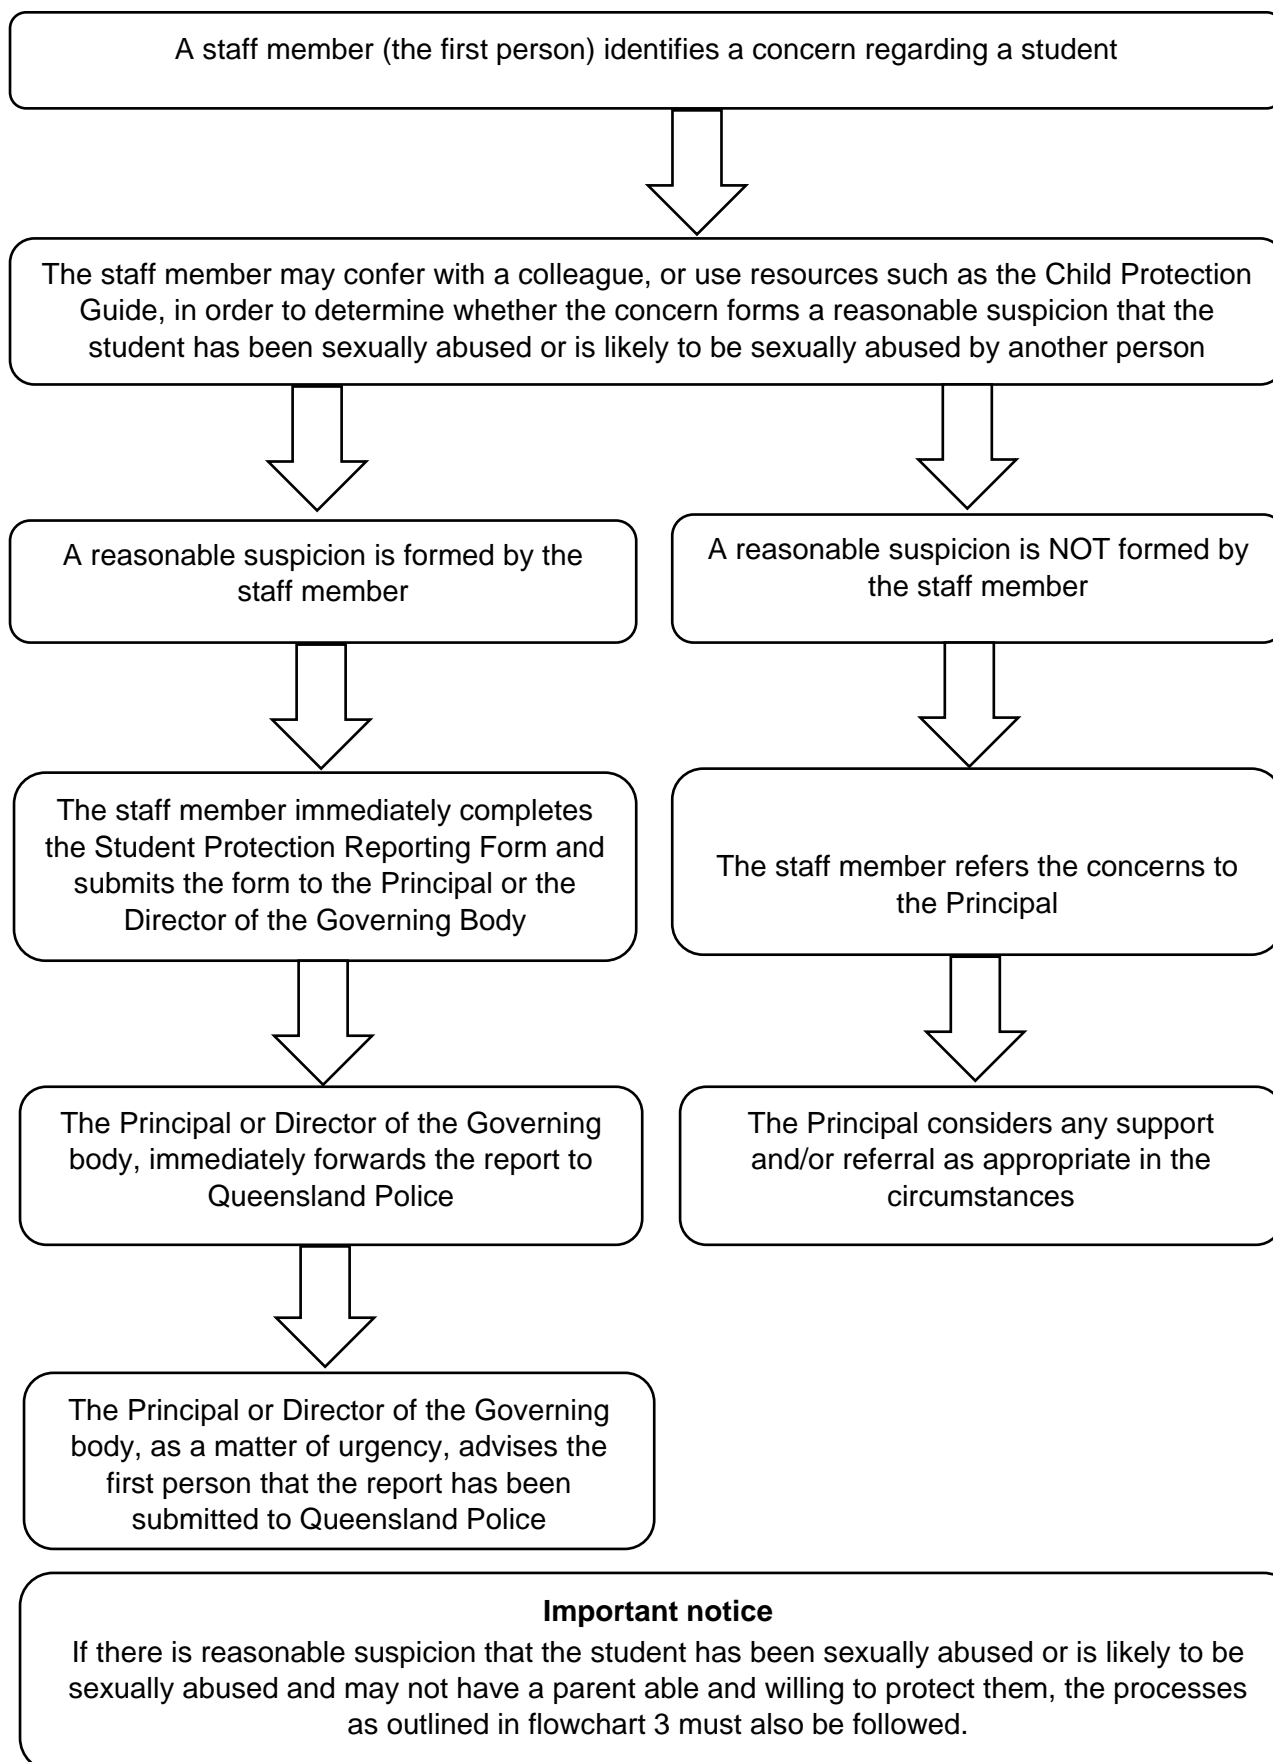 A staff member (the first person) identifies a concern regarding a student
The staff member may confer with a colleague, or use resources such as the Child Protection
Guide, in order to determine whether the concern forms a reasonable suspicion that the
student has been sexually abused or is likely to be sexually abused by another person
A reasonable suspicion is formed by the
staff member
A reasonable suspicion is NOT formed by
the staff member
The staff member immediately completes
the Student Protection Reporting Form and
submits the form to the Principal or the
Director of the Governing Body
The staff member refers the concerns to
the Principal
The Principal or Director of the Governing
body, immediately forwards the report to
Queensland Police
The Principal considers any support
and/or referral as appropriate in the
circumstances
The Principal or Director of the Governing
body, as a matter of urgency, advises the
first person that the report has been
submitted to Queensland Police
Important notice
If there is reasonable suspicion that the student has been sexually abused or is likely to be
sexually abused and may not have a parent able and willing to protect them, the processes
as outlined in flowchart 3 must also be followed.